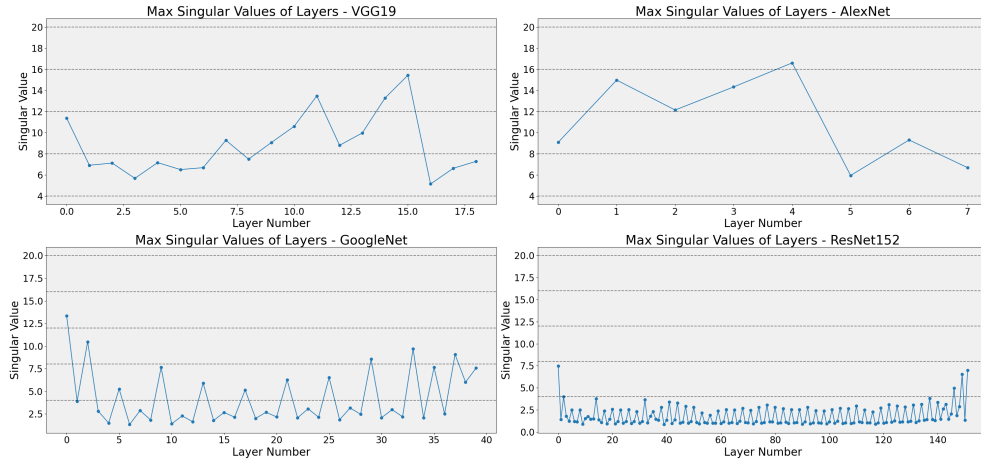 Max Singular Values of Layers - VGG19
Singular Value
20
18
16
14
12
10
8
6
4
0.0 2.5 5.0 7.5 10.0 12.5 15.0 17.5
Layer Number
Max Singular Values of Layers - AlexNet
Singular Value
20
18
16
14
12
10
8
6
4
0 1 2 3 4 5 6 7
Layer Number
Max Singular Values of Layers - GoogleNet
Singular Value
20.0
17.5
15.0
12.5
10.0
7.5
5.0
2.5
0 5 10 15 20 25 30 35 40
Layer Number
Max Singular Values of Layers - ResNet152
Singular Value
20.0
17.5
15.0
12.5
10.0
7.5
5.0
2.5
0.0
0 20 40 60 80 100 120 140
Layer Number